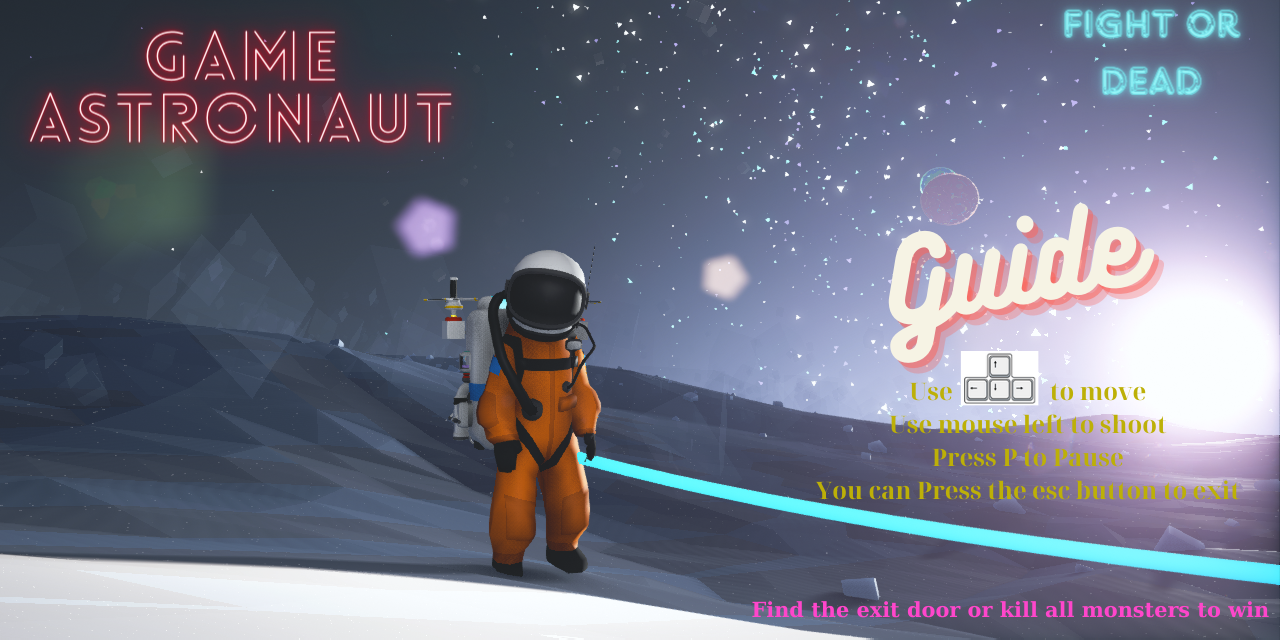 GAME
ASTRONAUT
FIGHT OR
DEAD
Guide
Use ↑ ← ↓ → to move
Use mouse left to shoot
Press P to Pause
You can Press the esc button to exit
Find the exit door or kill all monsters to win